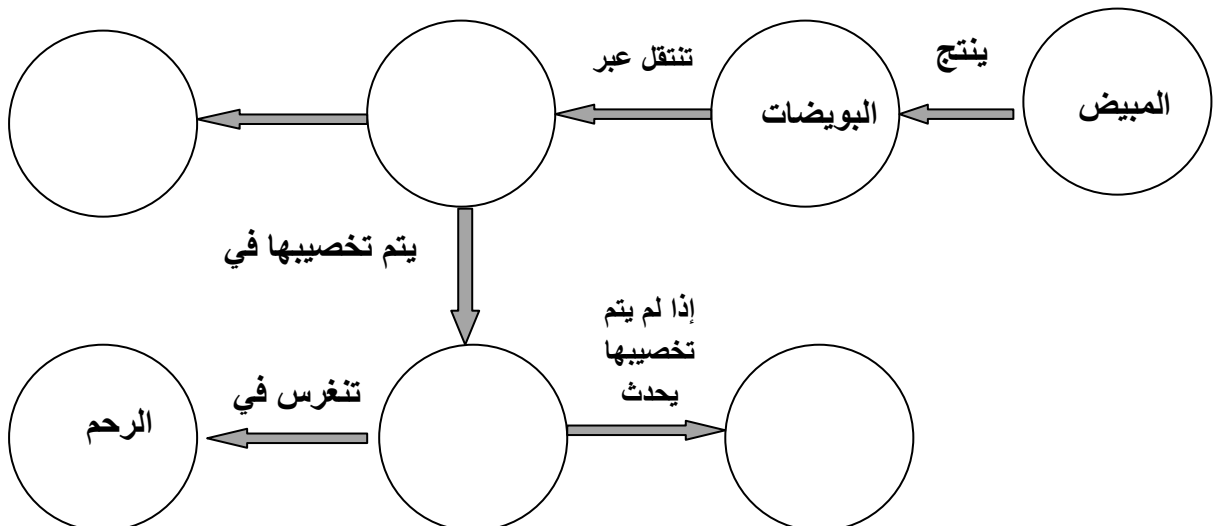 المبيض
ينتج
البويضات
تنتقل عبر
يتم تخصيبها في
إذا لم يتم
تخصيبها
يحدث
تنغرس في
الرحم